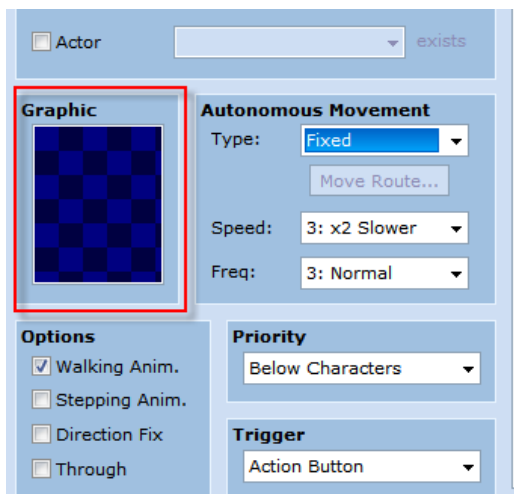 Actor exists
Graphic
Autonomous Movement
Type: Fixed
Move Route...
Speed: 3: x2 Slower
Freq: 3: Normal
Options
Walking Anim.
Stepping Anim.
Direction Fix
Through
Priority
Below Characters
Trigger
Action Button